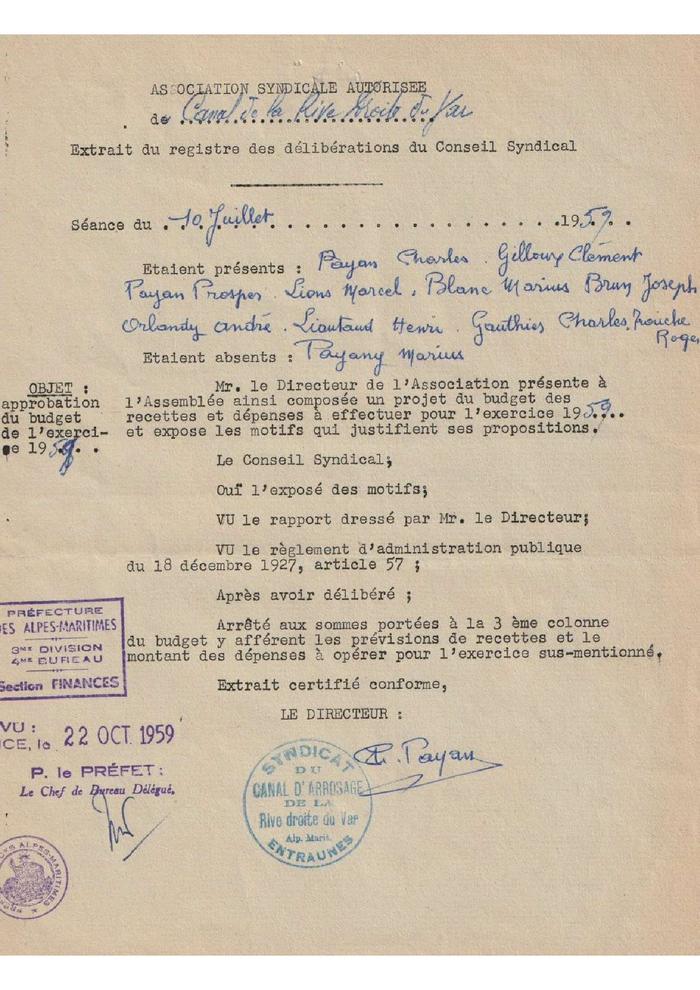 ASSOCIATION SYNDICALE AUTORISEE
de Canal de la Rive droite du Var
Extrait du registre des délibérations du Conseil Syndical
Séance du 10 Juillet 1959.
Etaient présents : Payan Charles . Gilloux Clément
Payan Prosper . Lions Marcel . Blanc Marius Brun Joseph
Orlandy André . Liautaud Henri . Gauthier Charles, Trouche
Roger
Etaient absents : Payany Marius
OBJET :
approbation
du budget
de l'exerci-
ce 1959. .
Mr. le Directeur de l'Association présente à
l'Assemblée ainsi composée un projet du budget des
recettes et dépenses à effectuer pour l'exercice 1959..
et expose les motifs qui justifient ses propositions.
Le Conseil Syndical;
Ouï l'exposé des motifs;
VU le rapport dressé par Mr. le Directeur;
VU le règlement d'administration publique
du 18 décembre 1927, article 57 ;
Après avoir délibéré ;
Arrêté aux sommes portées à la 3 ème colonne
du budget y afférent les prévisions de recettes et le
montant des dépenses à opérer pour l'exercice sus-mentionné.
Extrait certifié conforme,
LE DIRECTEUR :
Ch. Payan
PRÉFECTURE
DES ALPES-MARITIMES
3ME DIVISION
4ME BUREAU
Section FINANCES
VU :
ICE, le 22 OCT. 1959
P. le PRÉFET :
Le Chef de Bureau Délégué,
SYNDICAT
DU
CANAL D'ARROSAGE
DE LA
Rive droite du Var
Alp. Marit.
ENTRAUNES
DES ALPES-MARITIMES